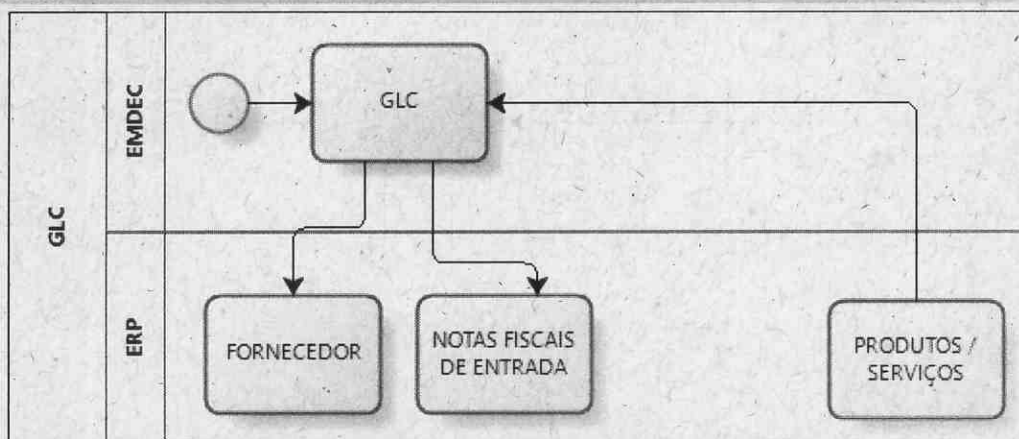 GLC
EMDEC
GLC
ERP
FORNECEDOR
NOTAS FISCAIS
DE ENTRADA
PRODUTOS /
SERVIÇOS